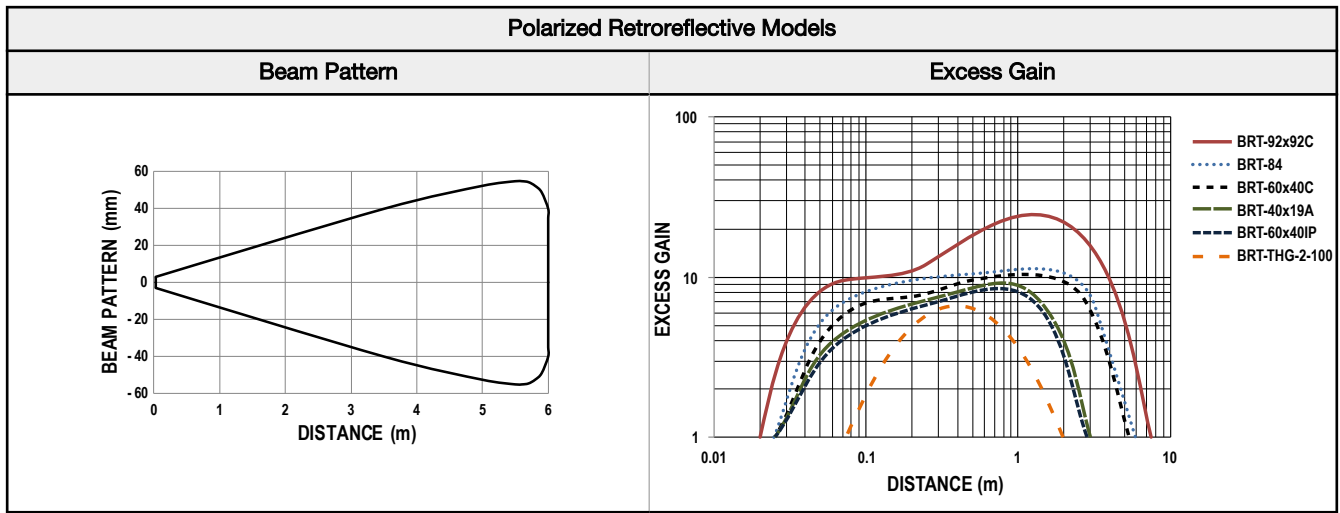 Polarized Retroreflective Models
Beam Pattern
Excess Gain
BEAM PATTERN (mm)
60
40
20
0
- 20
- 40
- 60
0 1 2 3 4 5 6
DISTANCE (m)
EXCESS GAIN
100
10
1
0.01 0.1 1 10
DISTANCE (m)
BRT-92x92C
BRT-84
BRT-60x40C
BRT-40x19A
BRT-60x40IP
BRT-THG-2-100